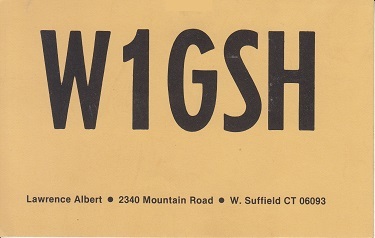 W1GSH
Lawrence Albert ● 2340 Mountain Road ● W. Suffield CT 06093